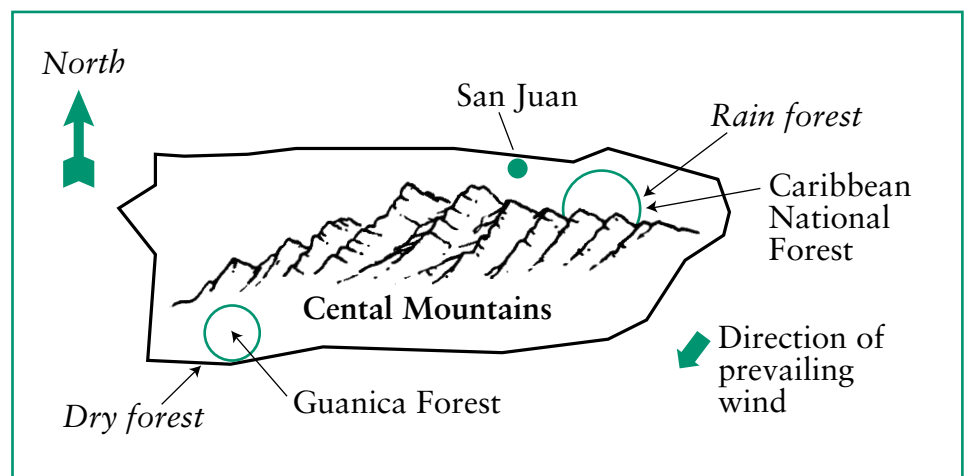 North
San Juan
Rain forest
Caribbean
National
Forest
Cental Mountains
Direction of
prevailing
wind
Guanica Forest
Dry forest